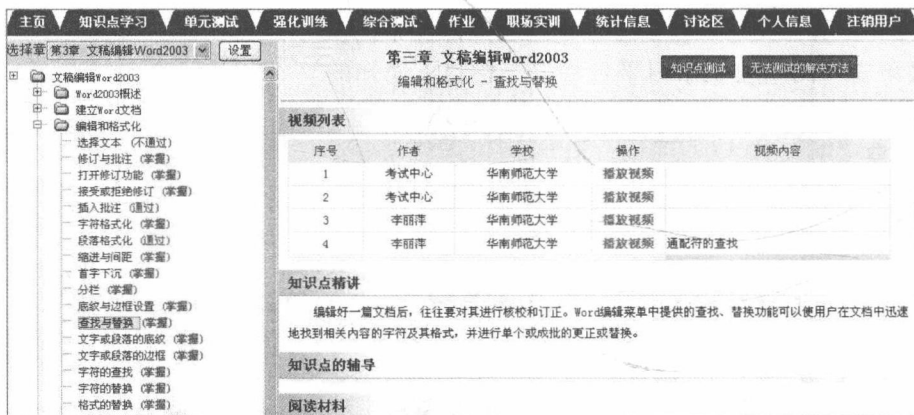 主页 知识点学习 单元测试 强化训练 综合测试 作业 职场实训 统计信息 讨论区 个人信息 注销用户
选择章 第3章 文稿编辑Word2003 设置
文稿编辑Word2003
Word2003概述
建立Word文档
编辑和格式化
选择文本 (不通过)
修订与批注 (掌握)
打开修订功能 (掌握)
接受或拒绝修订 (掌握)
插入批注 (通过)
字符格式化 (掌握)
段落格式化 (通过)
缩进与间距 (掌握)
首字下沉 (掌握)
分栏 (掌握)
底纹与边框设置 (掌握)
查找与替换 (掌握)
文字或段落的底纹 (掌握)
文字或段落的边框 (掌握)
字符的查找 (掌握)
字符的替换 (掌握)
格式的替换 (掌握)
第三章 文稿编辑Word2003
编辑和格式化 - 查找与替换
知识点测试 无法测试的解决方法
视频列表
序号 作者 学校 操作 视频内容
1 考试中心 华南师范大学 播放视频
2 考试中心 华南师范大学 播放视频
3 李丽萍 华南师范大学 播放视频
4 李丽萍 华南师范大学 播放视频 通配符的查找
知识点精讲
编辑好一篇文档后，往往要对其进行核校和订正。Word编辑菜单中提供的查找、替换功能可以使用户在文档中迅速
地找到相关内容的字符及其格式，并进行单个或成批的更正或替换。
知识点的辅导
阅读材料